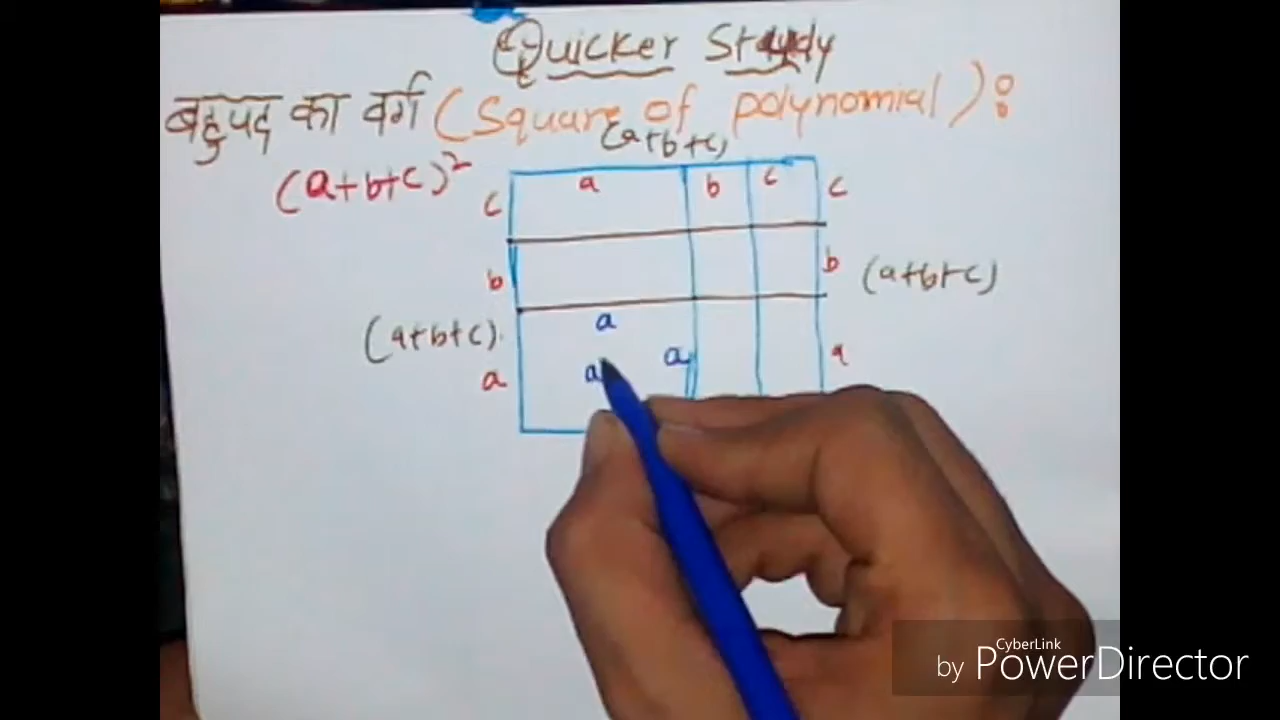 Quicker Study
बहुपद का वर्ग (Square of polynomial):
(a+b+c)
(a+b+c)²
c a b c c
b b (a+b+c)
(a+b+c) a
a a
a a
CyberLink
by PowerDirector